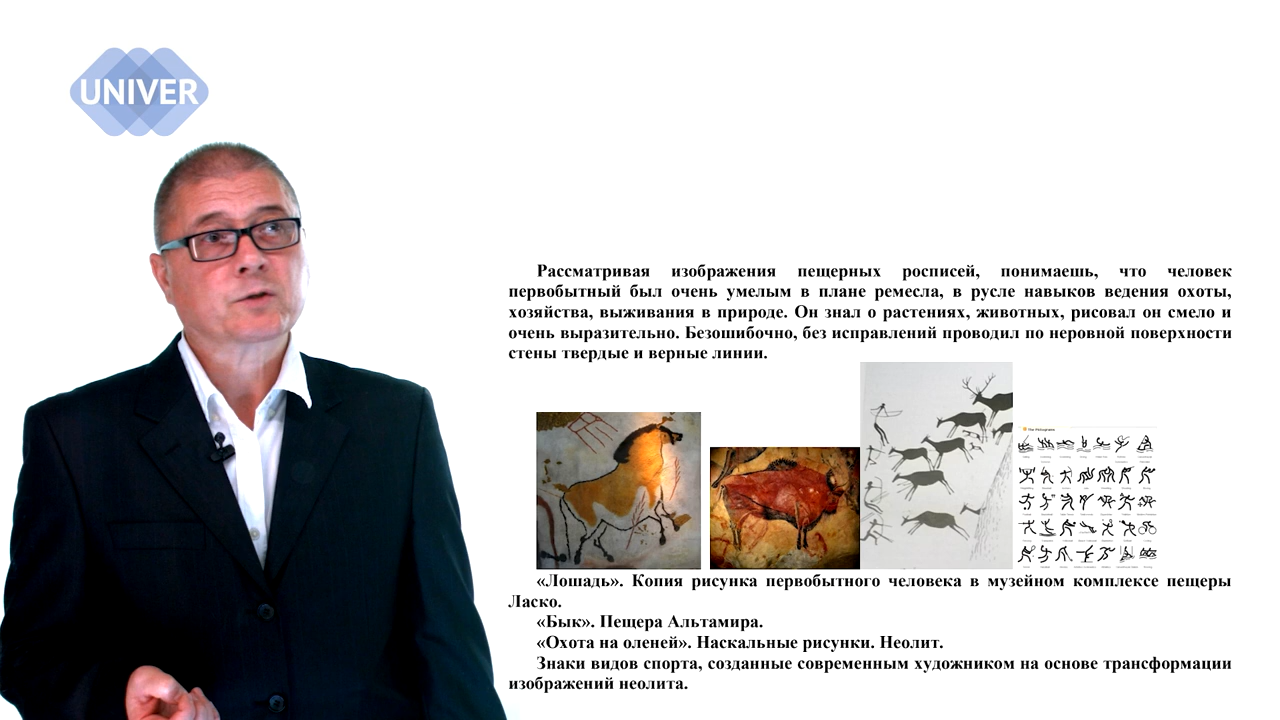 UNIVER
Рассматривая изображения пещерных росписей, понимаешь, что человек
первобытный был очень умелым в плане ремесла, в русле навыков ведения охоты,
хозяйства, выживания в природе. Он знал о растениях, животных, рисовал он смело и
очень выразительно. Безошибочно, без исправлений проводил по неровной поверхности
стены твердые и верные линии.
The Pictograms
«Лошадь». Копия рисунка первобытного человека в музейном комплексе пещеры
Ласко.
«Бык». Пещера Альтамира.
«Охота на оленей». Наскальные рисунки. Неолит.
Знаки видов спорта, созданные современным художником на основе трансформации
изображений неолита.